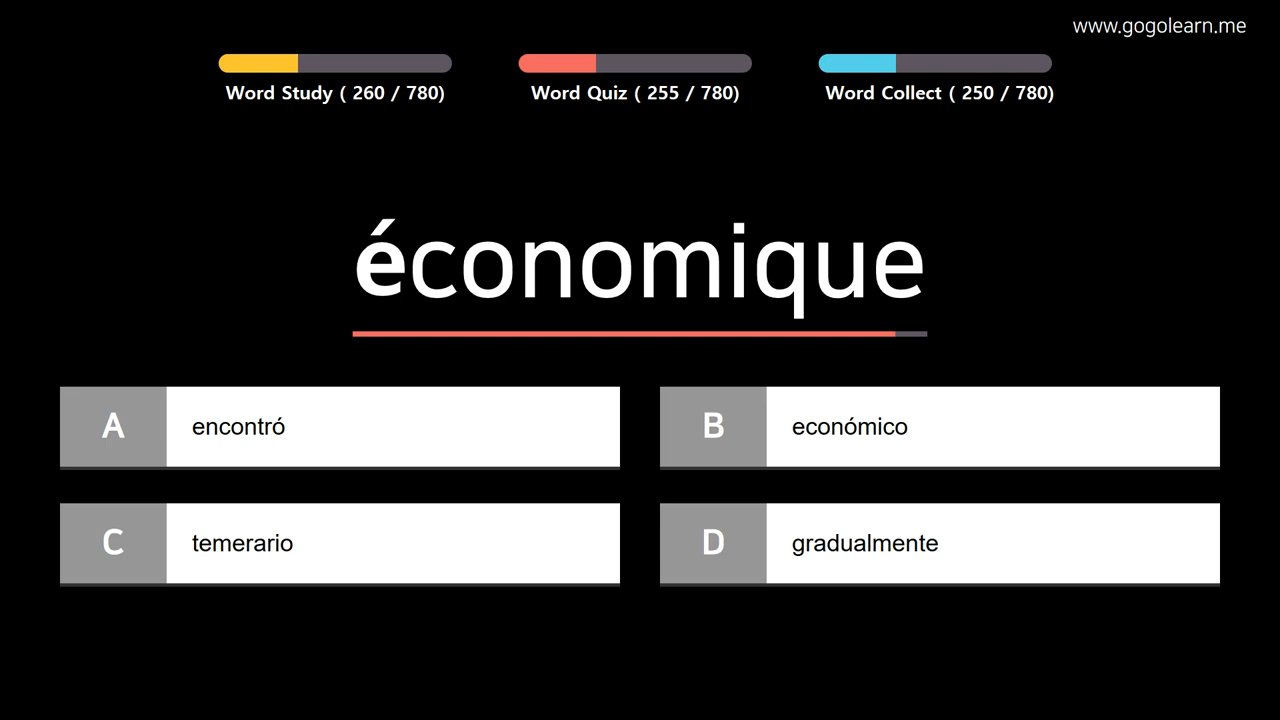 www.gogolearn.me
Word Study ( 260 / 780)
Word Quiz ( 255 / 780)
Word Collect ( 250 / 780)
économique
A encontró
B económico
C temerario
D gradualmente